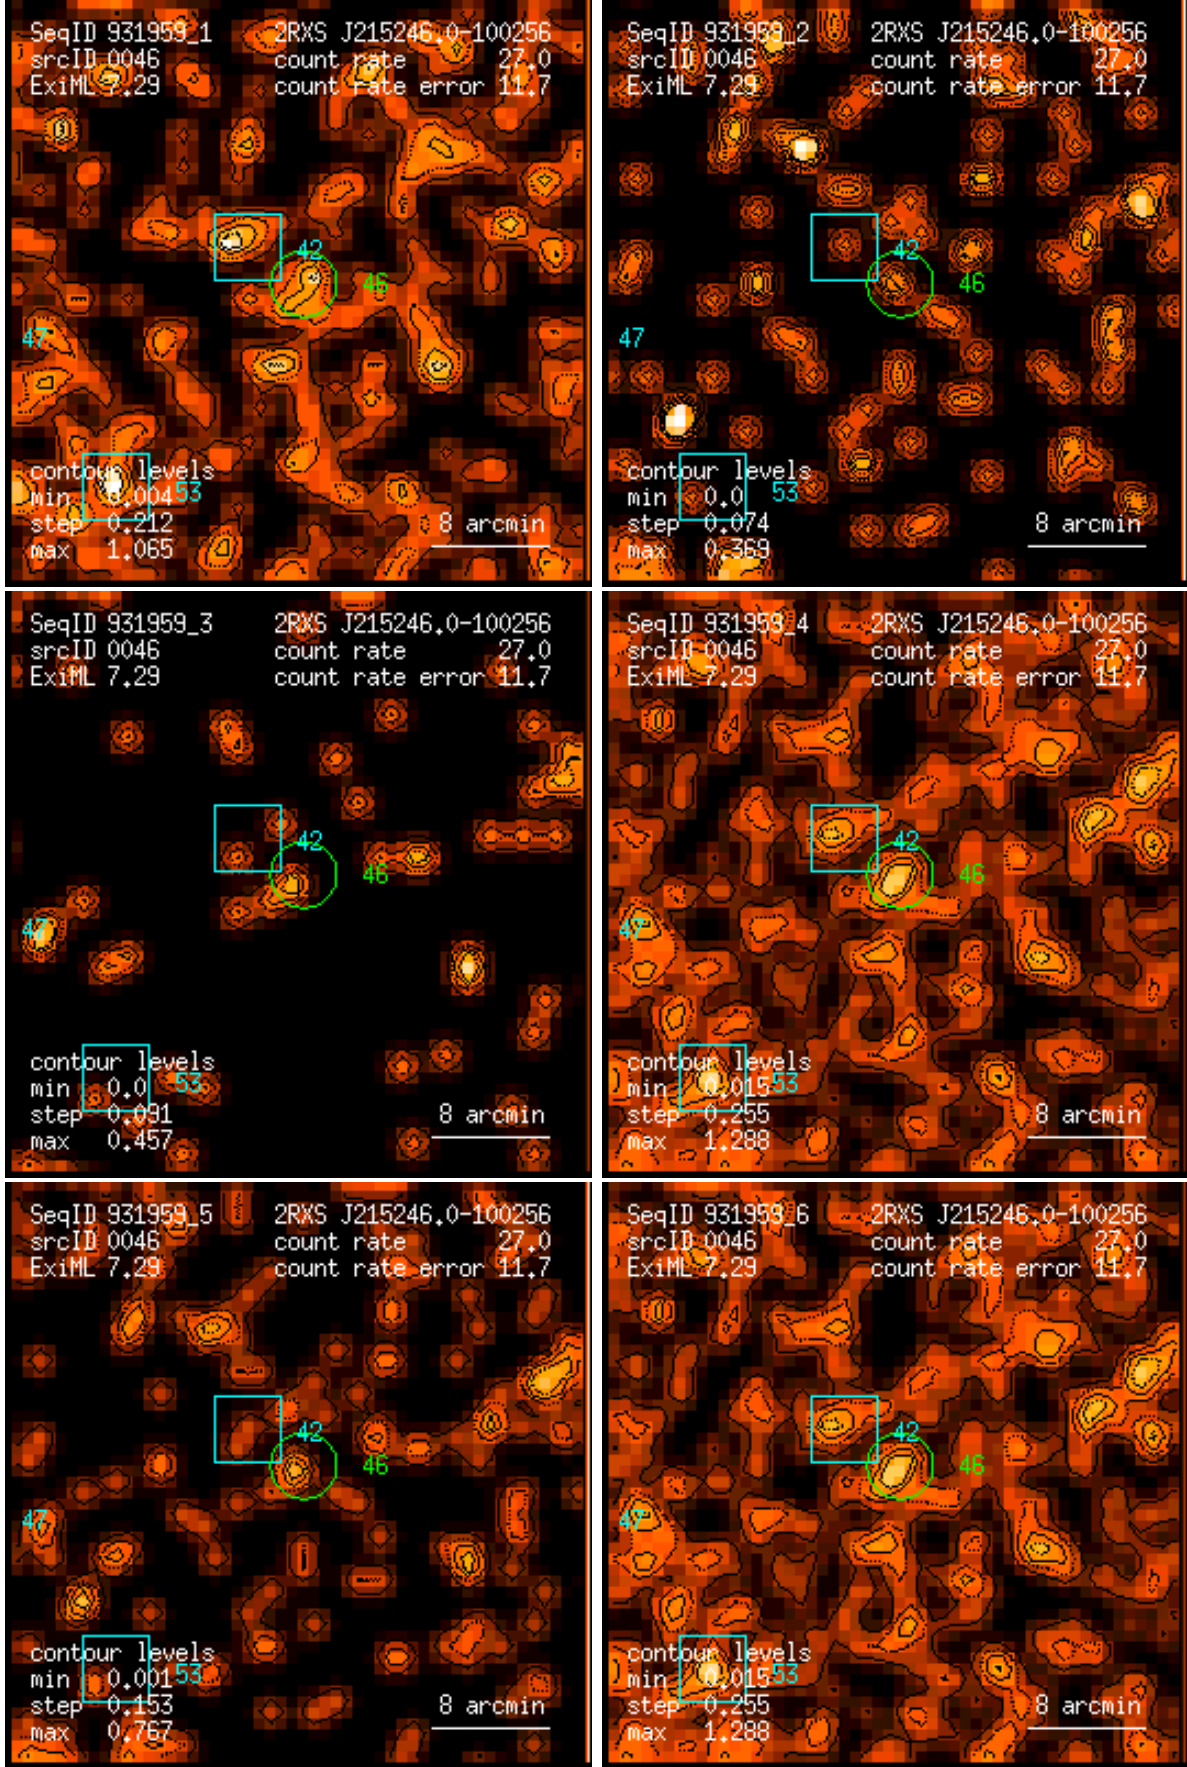 SeqID 931959_1 2RXS J215246.0-100256
srcID 0046 count rate 27.0
ExiML 7.29 count rate error 11.7
42
46
47
contour levels
min 0.004 53
step 0.212 8 arcmin
max 1.065
SeqID 931959_2 2RXS J215246.0-100256
srcID 0046 count rate 27.0
ExiML 7.29 count rate error 11.7
42
46
47
contour levels
min 0.0 53
step 0.074 8 arcmin
max 0.369
SeqID 931959_3 2RXS J215246.0-100256
srcID 0046 count rate 27.0
ExiML 7.29 count rate error 11.7
42
46
47
contour levels
min 0.0 53
step 0.091 8 arcmin
max 0.457
SeqID 931959_4 2RXS J215246.0-100256
srcID 0046 count rate 27.0
ExiML 7.29 count rate error 11.7
42
46
47
contour levels
min 0.015 53
step 0.255 8 arcmin
max 1.288
SeqID 931959_5 2RXS J215246.0-100256
srcID 0046 count rate 27.0
ExiML 7.29 count rate error 11.7
42
46
47
contour levels
min 0.001 53
step 0.153 8 arcmin
max 0.767
SeqID 931959_6 2RXS J215246.0-100256
srcID 0046 count rate 27.0
ExiML 7.29 count rate error 11.7
42
46
47
contour levels
min 0.015 53
step 0.255 8 arcmin
max 1.288